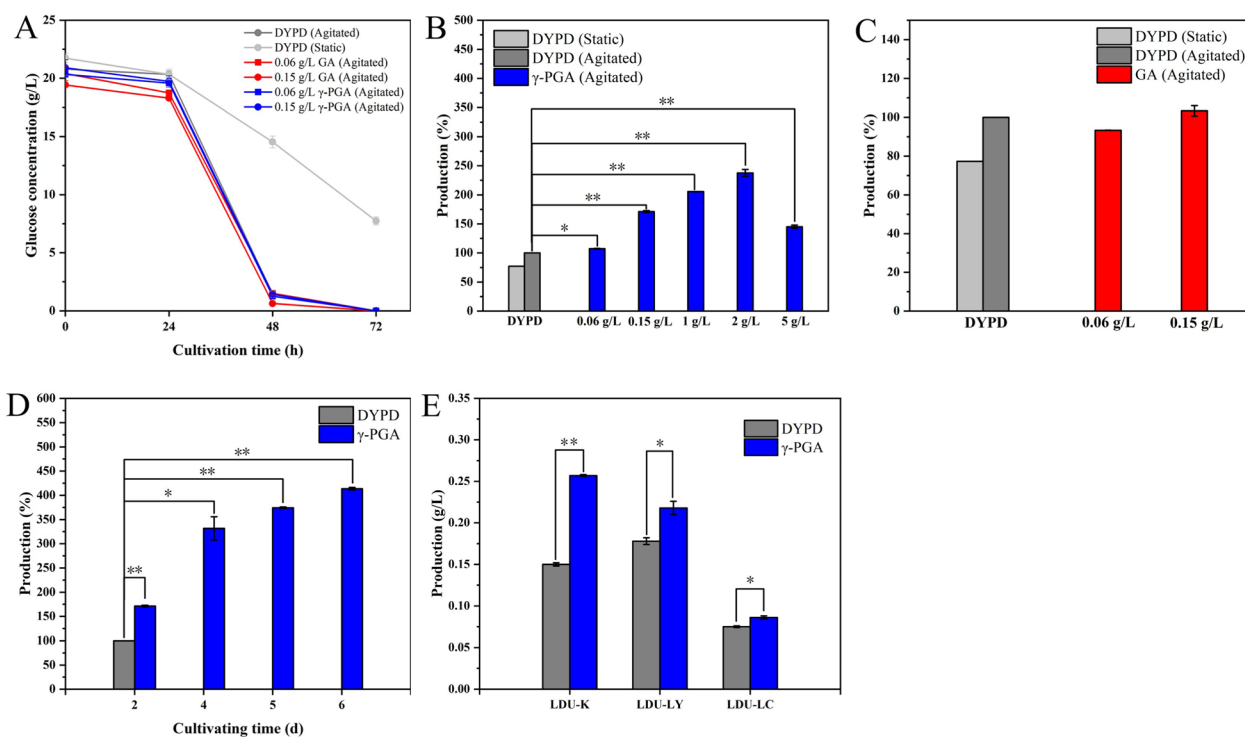 A
Glucose concentration (g/L)
25
20
15
10
5
0
DYPD (Agitated)
DYPD (Static)
0.06 g/L GA (Agitated)
0.15 g/L GA (Agitated)
0.06 g/L γ-PGA (Agitated)
0.15 g/L γ-PGA (Agitated)
0 24 48 72
Cultivation time (h)
B
Production (%)
500
450
400
350
300
250
200
150
100
50
0
DYPD (Static)
DYPD (Agitated)
γ-PGA (Agitated)
**
**
**
**
*
DYPD 0.06 g/L 0.15 g/L 1 g/L 2 g/L 5 g/L
C
Production (%)
140
120
100
80
60
40
20
0
DYPD (Static)
DYPD (Agitated)
GA (Agitated)
DYPD 0.06 g/L 0.15 g/L
D
Production (%)
600
550
500
450
400
350
300
250
200
150
100
50
0
DYPD
γ-PGA
**
**
*
**
2 4 5 6
Cultivating time (d)
E
Production (g/L)
0.35
0.30
0.25
0.20
0.15
0.10
0.05
0.00
DYPD
γ-PGA
**
*
*
LDU-K LDU-LY LDU-LC